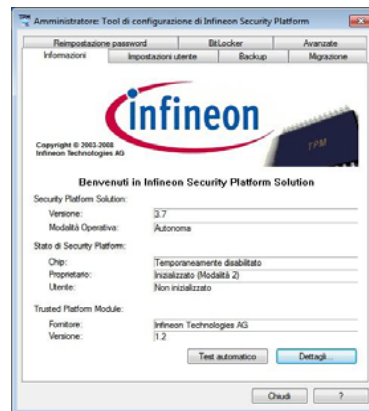 Amministratore: Tool di configurazione di Infineon Security Platform
Reimpostazione password
BitLocker
Avanzate
Informazioni
Impostazioni utente
Backup
Migrazione
infineon
TPM
Copyright © 2003-2008
Infineon Technologies AG
Benvenuti in Infineon Security Platform Solution
Security Platform Solution:
Versione: 3.7
Modalità Operativa: Autonoma
Stato di Security Platform:
Chip: Temporaneamente disabilitato
Proprietario: Inizializzato (Modalità 2)
Utente: Non inizializzato
Trusted Platform Module:
Fornitore: Infineon Technologies AG
Versione: 1.2
Test automatico
Dettagli...
Chiudi
?